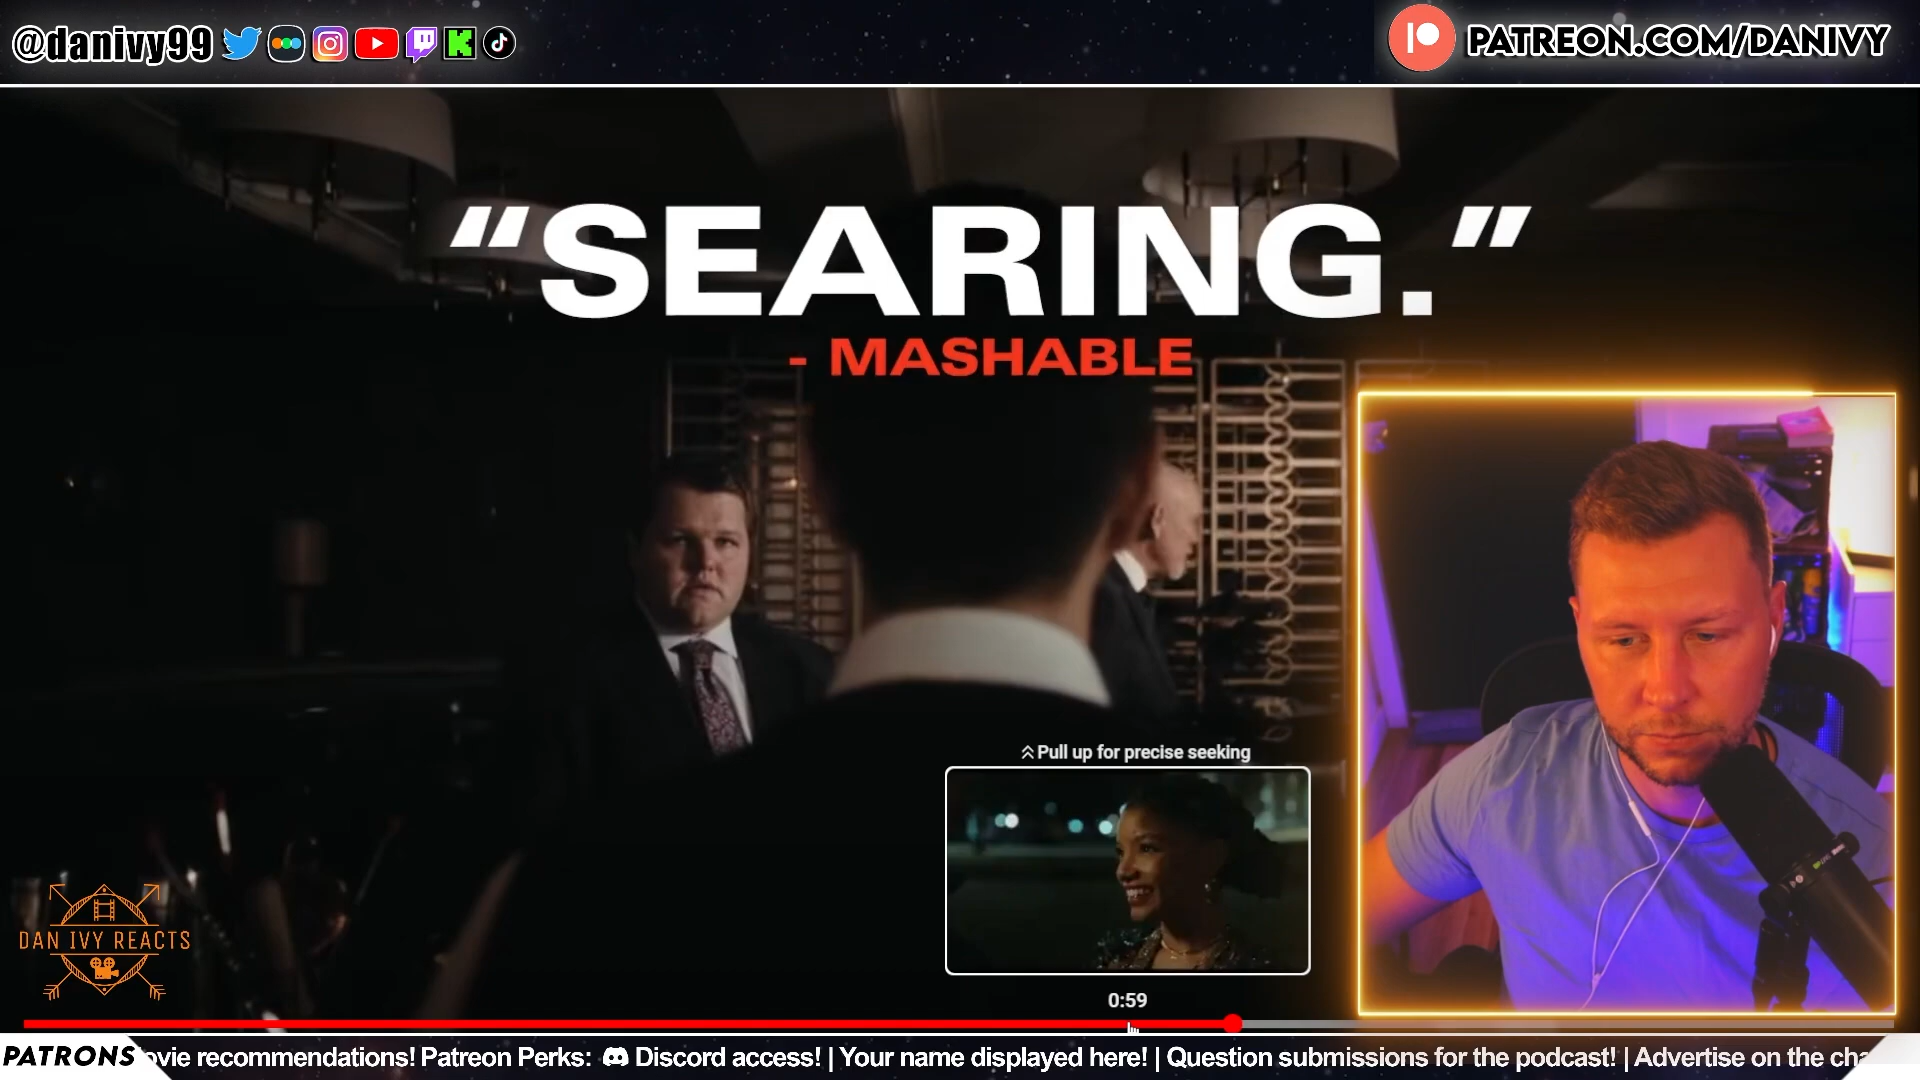 @danivy99
PATREON.COM/DANIVY
“SEARING.”
- MASHABLE
Pull up for precise seeking
DAN IVY REACTS
0:59
PATRONS
ovie recommendations! Patreon Perks: Discord access! | Your name displayed here! | Question submissions for the podcast! | Advertise on the cha